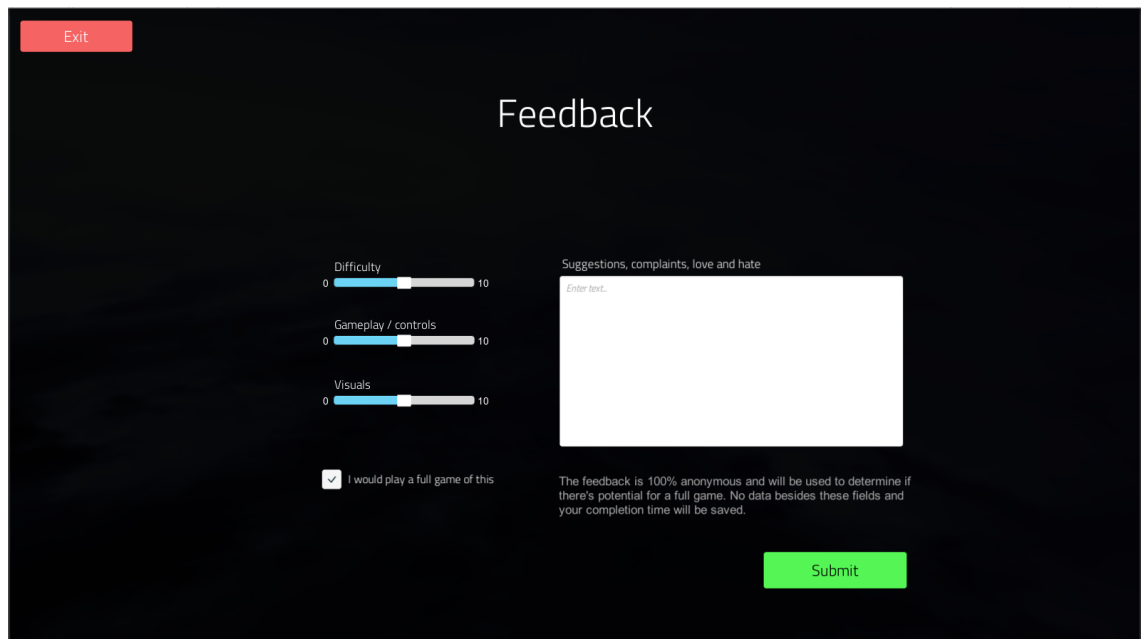 Exit
Feedback
Difficulty
0 10
Gameplay / controls
0 10
Visuals
0 10
I would play a full game of this
Suggestions, complaints, love and hate
Enter text..
The feedback is 100% anonymous and will be used to determine if
there's potential for a full game. No data besides these fields and
your completion time will be saved.
Submit